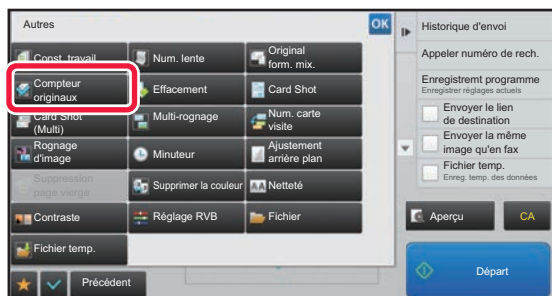 Autres
OK
Const. travail
Num. lente
Original
form. mix.
Compteur
originaux
Effacement
Card Shot
Card Shot
(Multi)
Multi-rognage
Num. carte
visite
Rognage
d'image
Minuteur
Ajustement
arrière plan
Suppression
page vierge
Supprimer la couleur
Netteté
Contraste
Réglage RVB
Fichier
Fichier temp.
Précédent
Historique d'envoi
Appeler numéro de rech.
Enregistremt programme
Enregistrer réglages actuels
Envoyer le lien
de destination
Envoyer la même
image qu'en fax
Fichier temp.
Enreg. temp. des données
Aperçu
CA
Départ